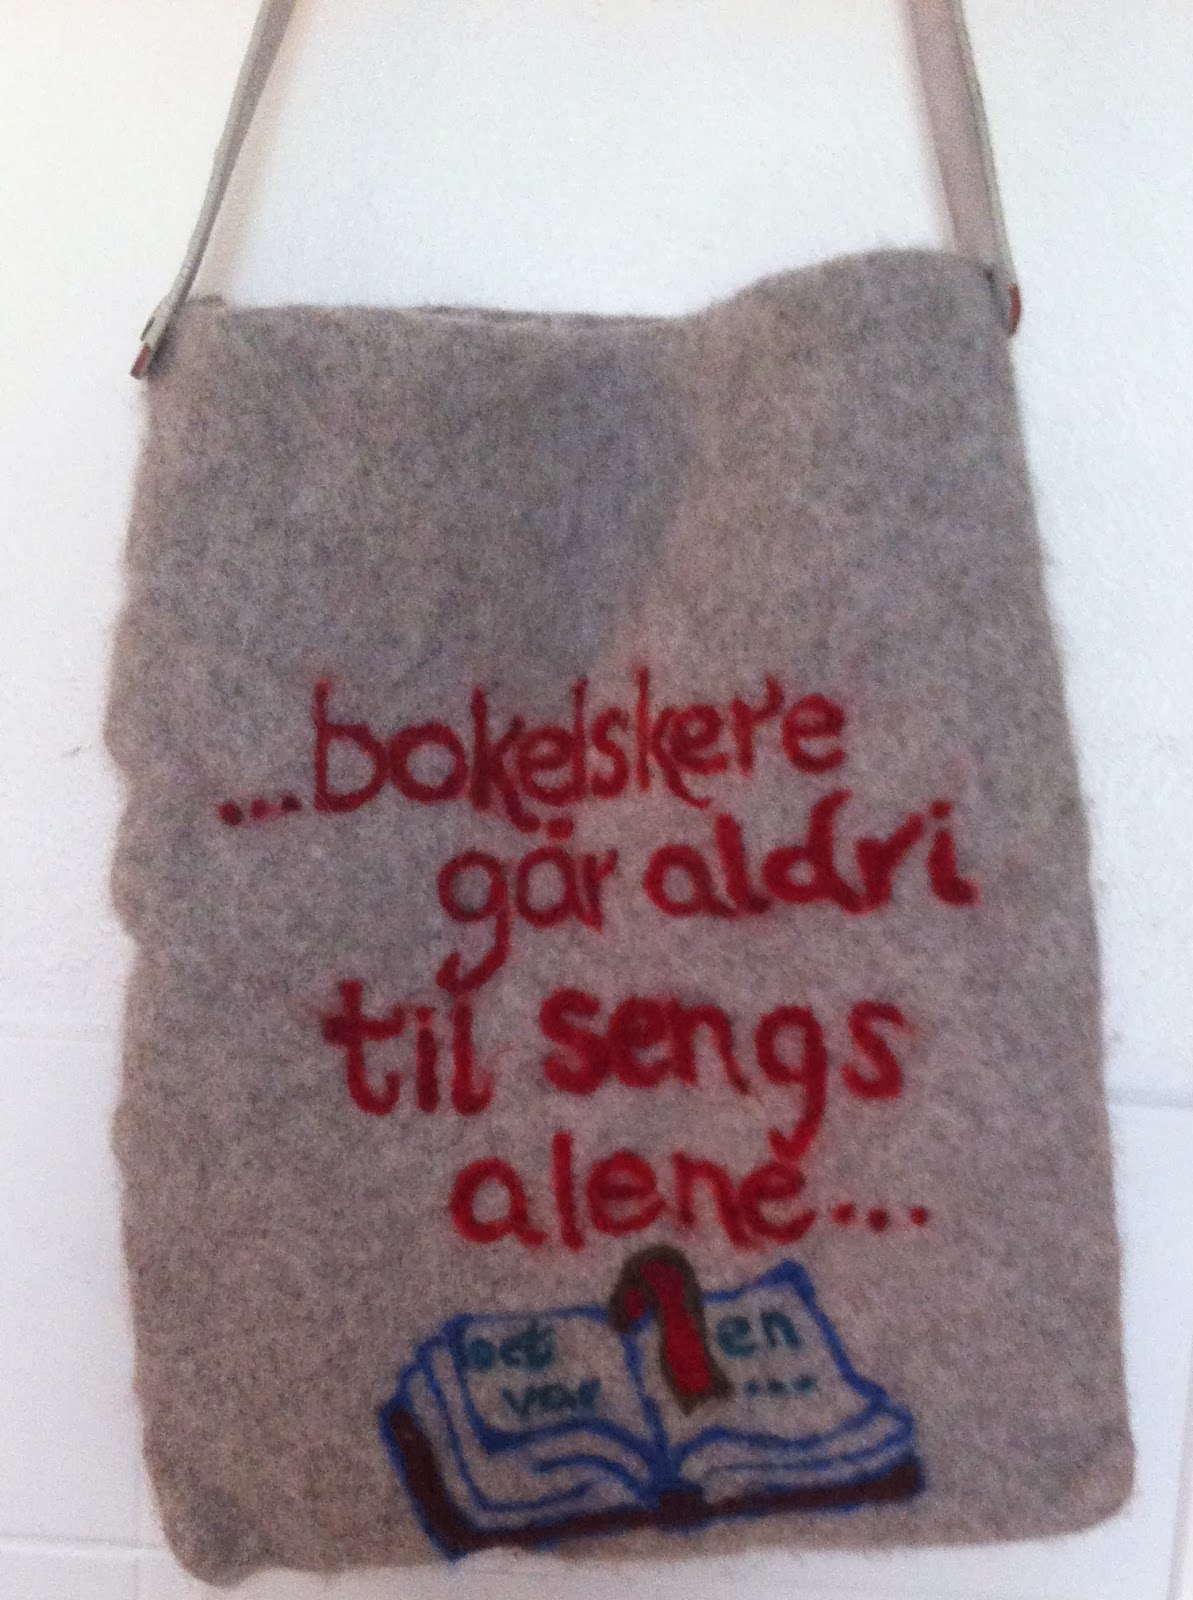 ...bokelskere
går aldri
til sengs
alene...
Det en
var ...